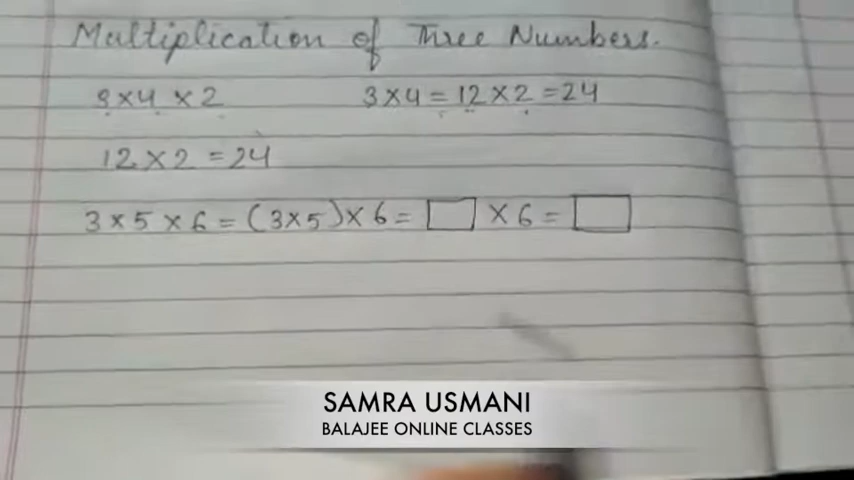 Multiplication of Three Numbers.
3×4 × 2 3×4 = 12 × 2 = 24
12 × 2 = 24
3 × 5 × 6 = (3×5)×6 = □ × 6 = □
SAMRA USMANI
BALAJEE ONLINE CLASSES